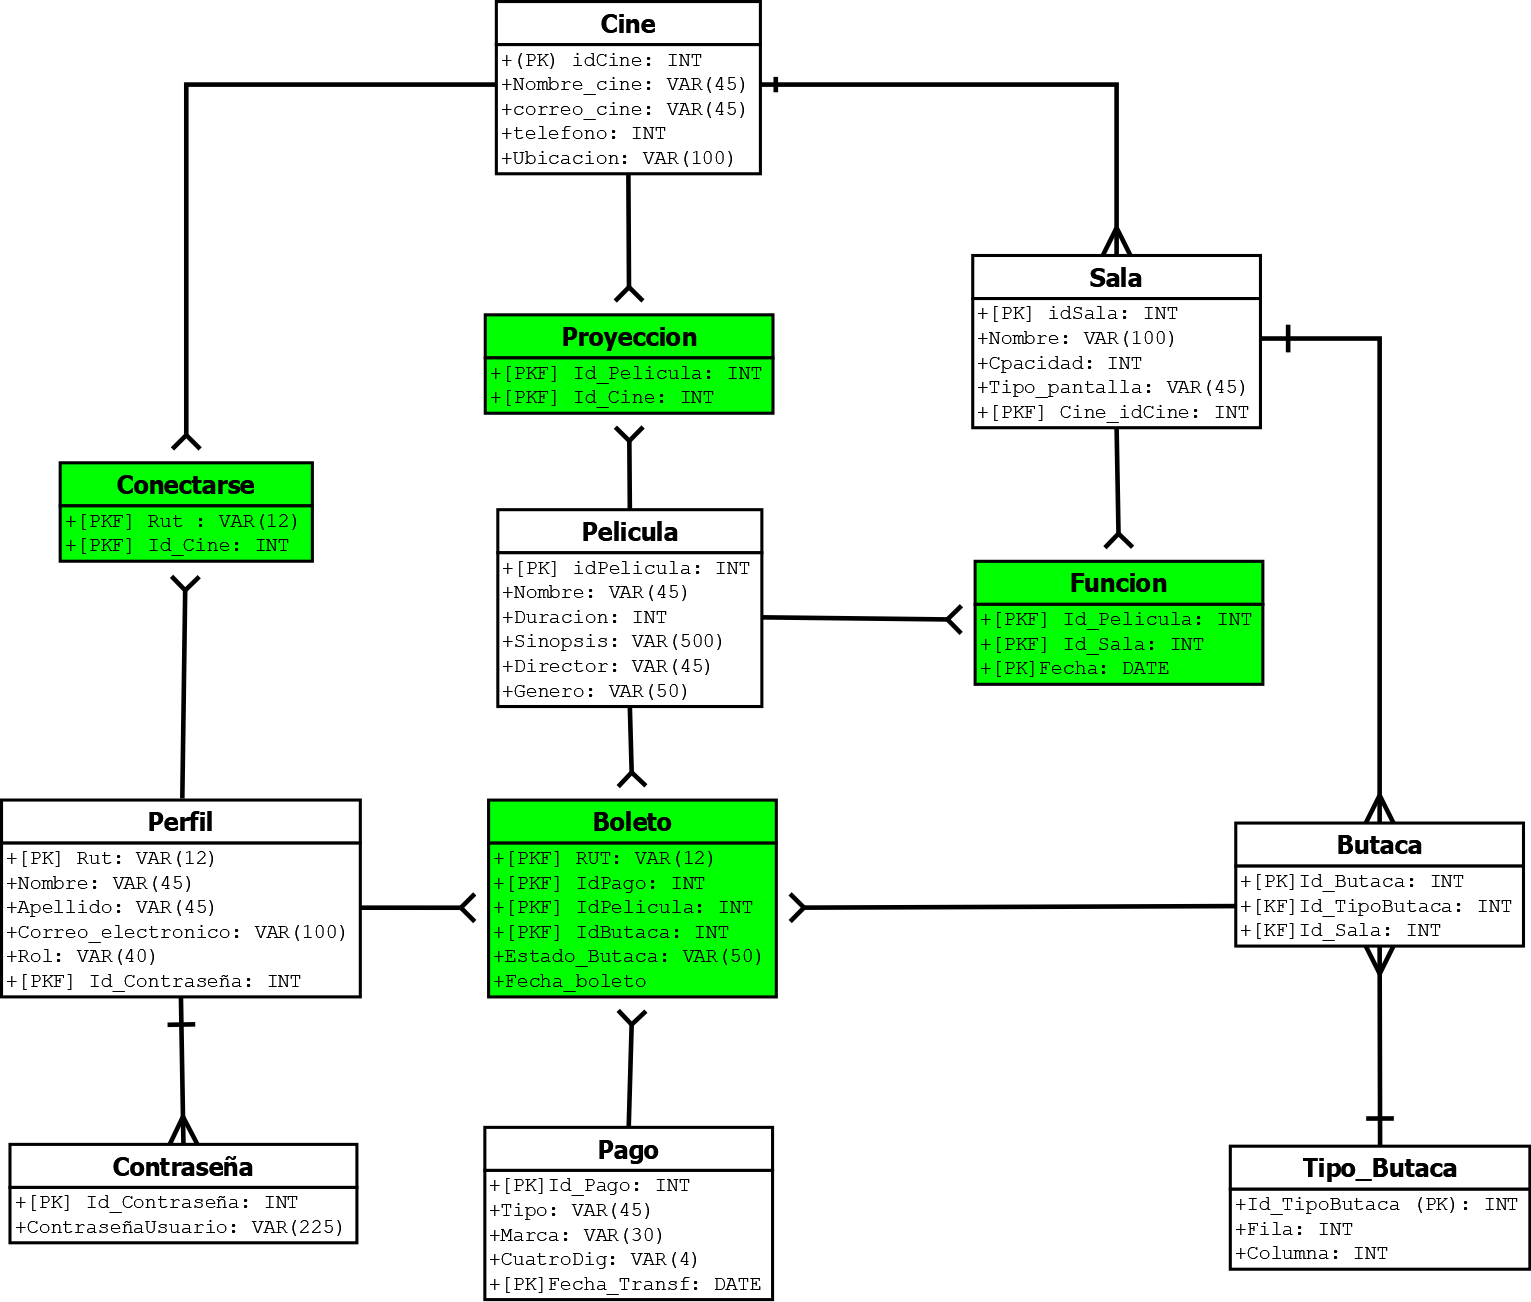 Cine
+(PK) idCine: INT
+Nombre_cine: VAR(45)
+correo_cine: VAR(45)
+telefono: INT
+Ubicacion: VAR(100)
Sala
+[PK] idSala: INT
+Nombre: VAR(100)
+Cpacidad: INT
+Tipo_pantalla: VAR(45)
+[PKF] Cine_idCine: INT
Proyeccion
+[PKF] Id_Pelicula: INT
+[PKF] Id_Cine: INT
Conectarse
+[PKF] Rut : VAR(12)
+[PKF] Id_Cine: INT
Pelicula
+[PK] idPelicula: INT
+Nombre: VAR(45)
+Duracion: INT
+Sinopsis: VAR(500)
+Director: VAR(45)
+Genero: VAR(50)
Funcion
+[PKF] Id_Pelicula: INT
+[PKF] Id_Sala: INT
+[PK]Fecha: DATE
Perfil
+[PK] Rut: VAR(12)
+Nombre: VAR(45)
+Apellido: VAR(45)
+Correo_electronico: VAR(100)
+Rol: VAR(40)
+[PKF] Id_Contraseña: INT
Boleto
+[PKF] RUT: VAR(12)
+[PKF] IdPago: INT
+[PKF] IdPelicula: INT
+[PKF] IdButaca: INT
+Estado_Butaca: VAR(50)
+Fecha_boleto
Butaca
+[PK]Id_Butaca: INT
+[KF]Id_TipoButaca: INT
+[KF]Id_Sala: INT
Contraseña
+[PK] Id_Contraseña: INT
+ContraseñaUsuario: VAR(225)
Pago
+[PK]Id_Pago: INT
+Tipo: VAR(45)
+Marca: VAR(30)
+CuatroDig: VAR(4)
+[PK]Fecha_Transf: DATE
Tipo_Butaca
+Id_TipoButaca (PK): INT
+Fila: INT
+Columna: INT